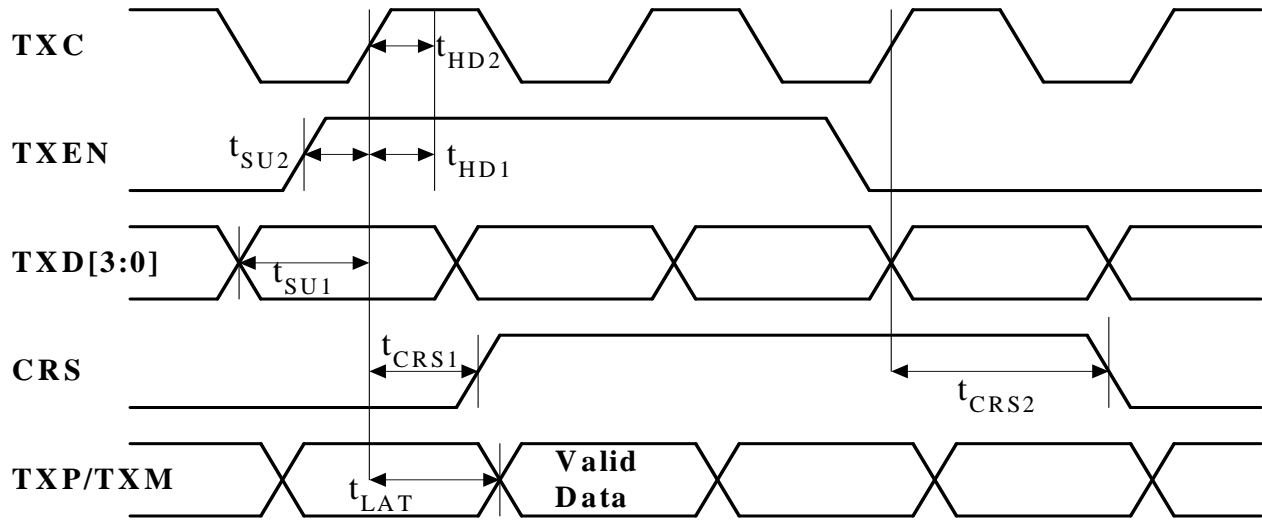 TXC
tHD2
TXEN
tSU2
tHD1
TXD[3:0]
tSU1
CRS
tCRS1
tCRS2
TXP/TXM
tLAT
Valid
Data